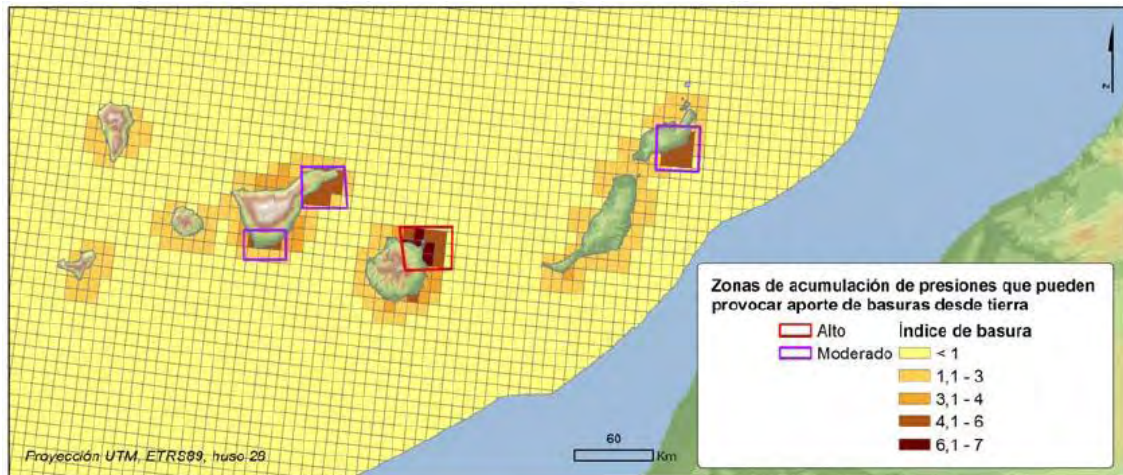 Zonas de acumulación de presiones que pueden
provocar aporte de basuras desde tierra
Alto
Moderado
Índice de basura
< 1
1,1 - 3
3,1 - 4
4,1 - 6
6,1 - 7
Proyección UTM, ETRS89, huso 28
60
Km
z